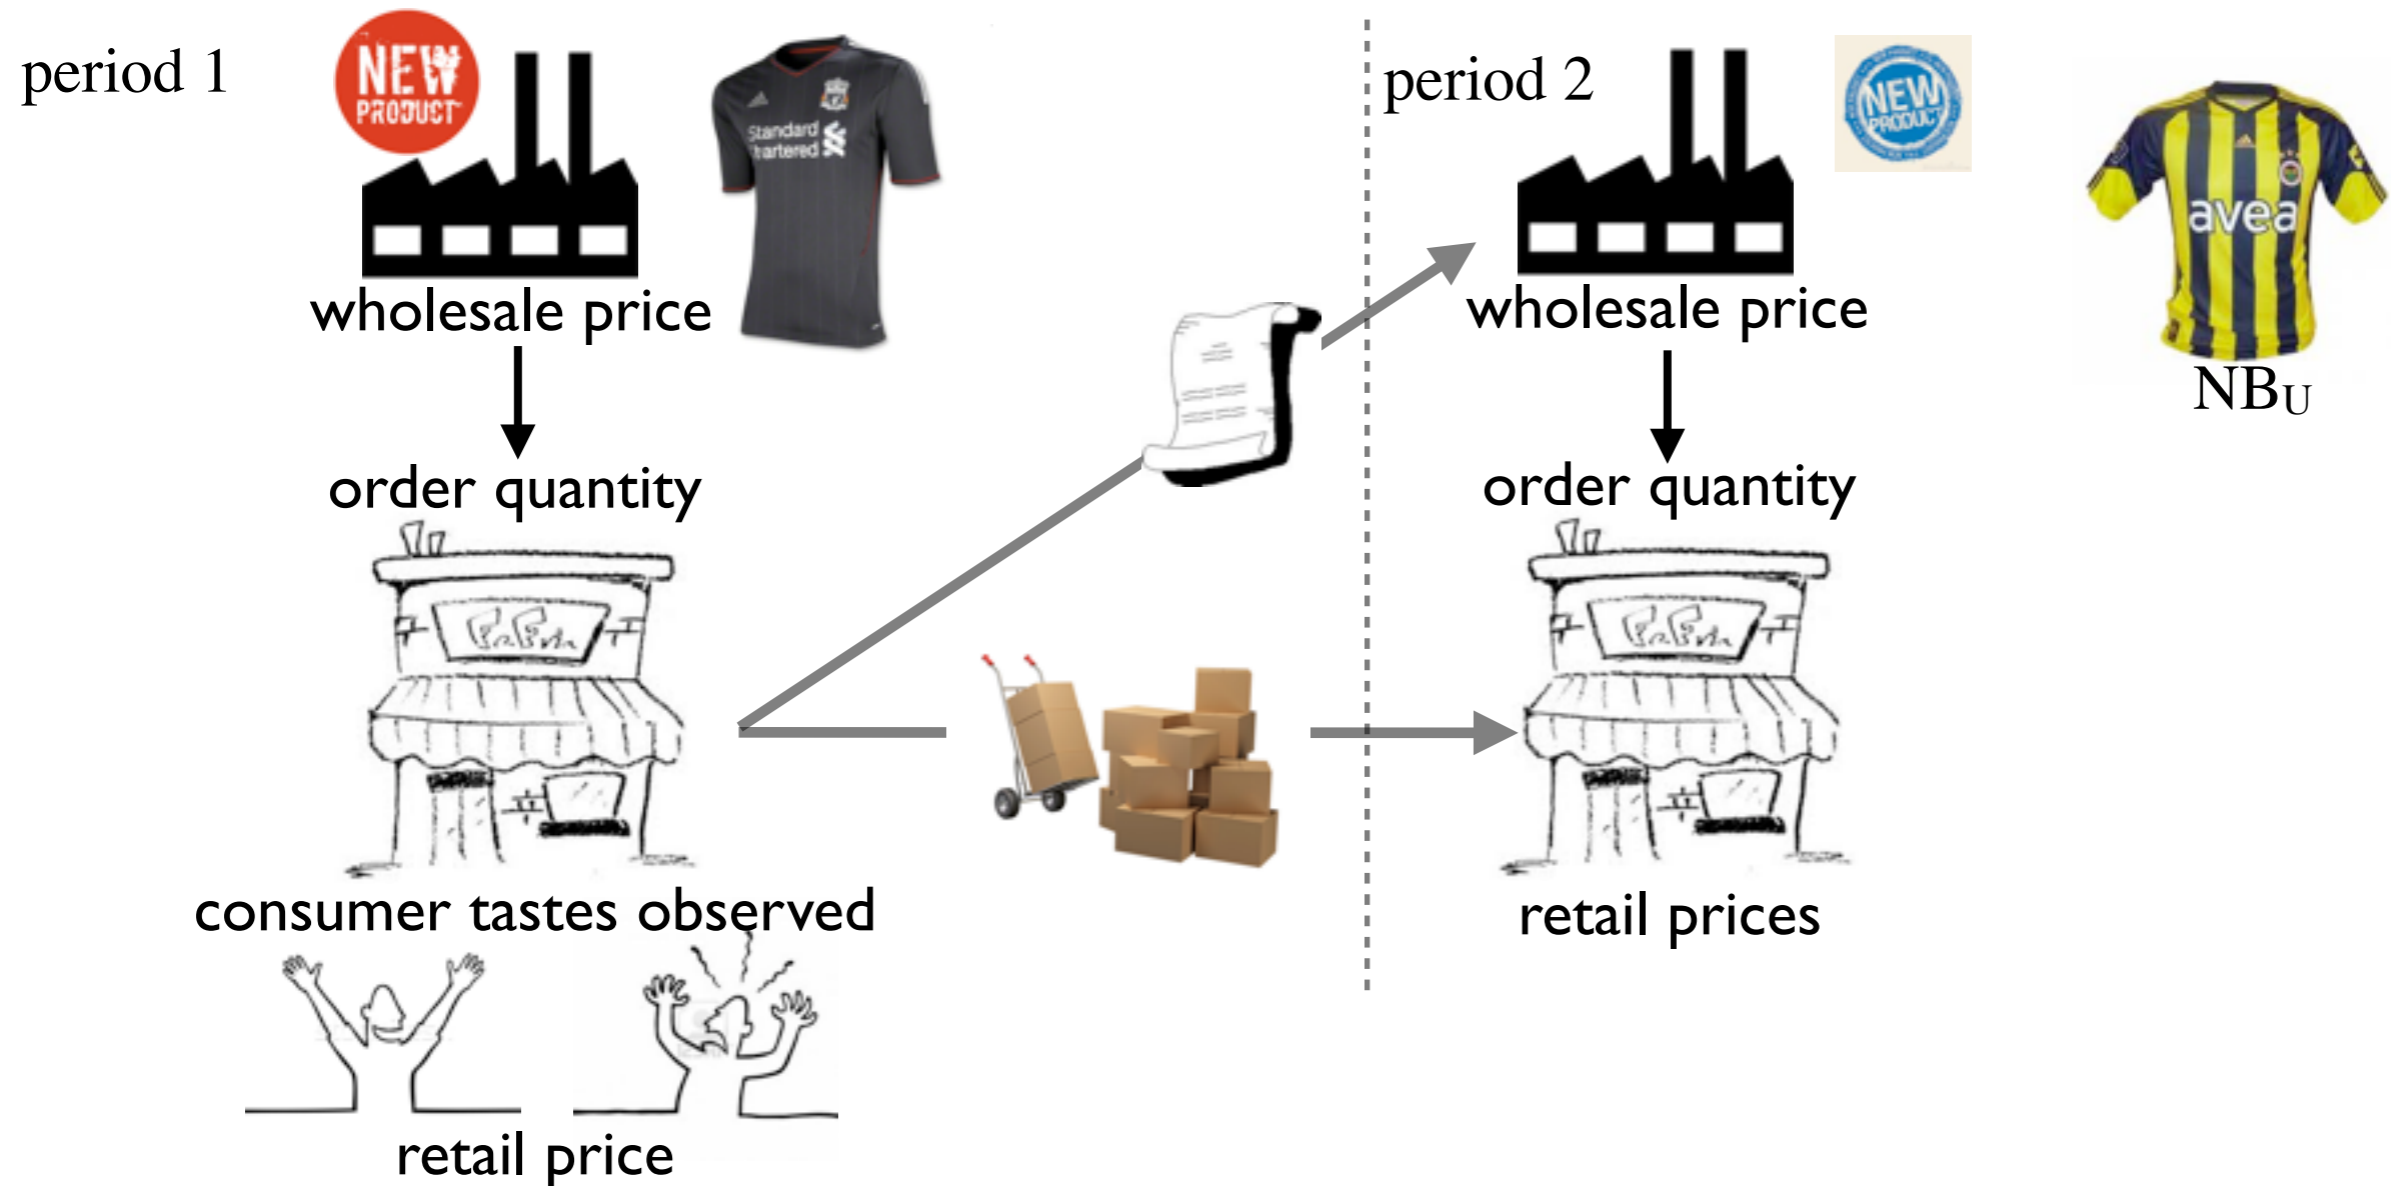 period 1
NEW
PRODUCT
Standard
Chartered
wholesale price
order quantity
consumer tastes observed
retail price
period 2
NEW
PRODUCT
avea
NBU
wholesale price
order quantity
retail prices